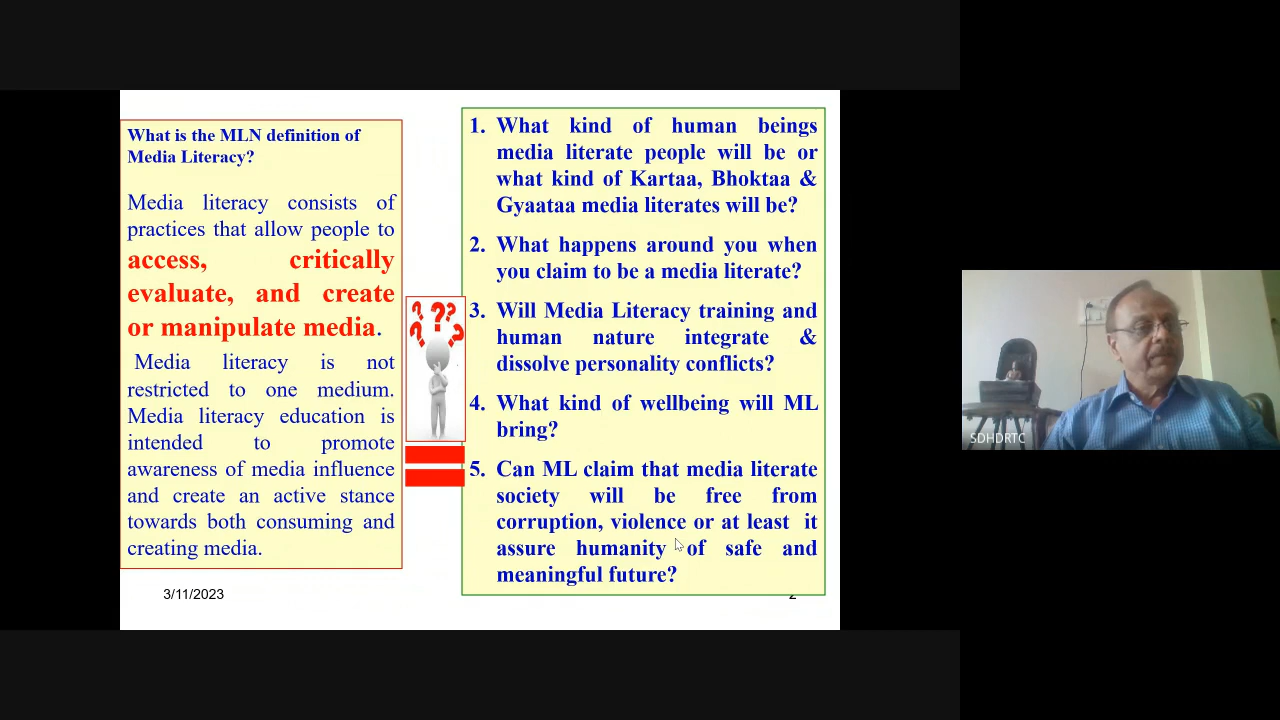 What is the MLN definition of
Media Literacy?
Media literacy consists of
practices that allow people to
access, critically
evaluate, and create
or manipulate media.
Media literacy is not
restricted to one medium.
Media literacy education is
intended to promote
awareness of media influence
and create an active stance
towards both consuming and
creating media.
? ?? ? ?
1. What kind of human beings
media literate people will be or
what kind of Kartaa, Bhoktaa &
Gyaataa media literates will be?
2. What happens around you when
you claim to be a media literate?
3. Will Media Literacy training and
human nature integrate &
dissolve personality conflicts?
4. What kind of wellbeing will ML
bring?
5. Can ML claim that media literate
society will be free from
corruption, violence or at least it
assure humanity of safe and
meaningful future?
3/11/2023
2
SDHDRTC